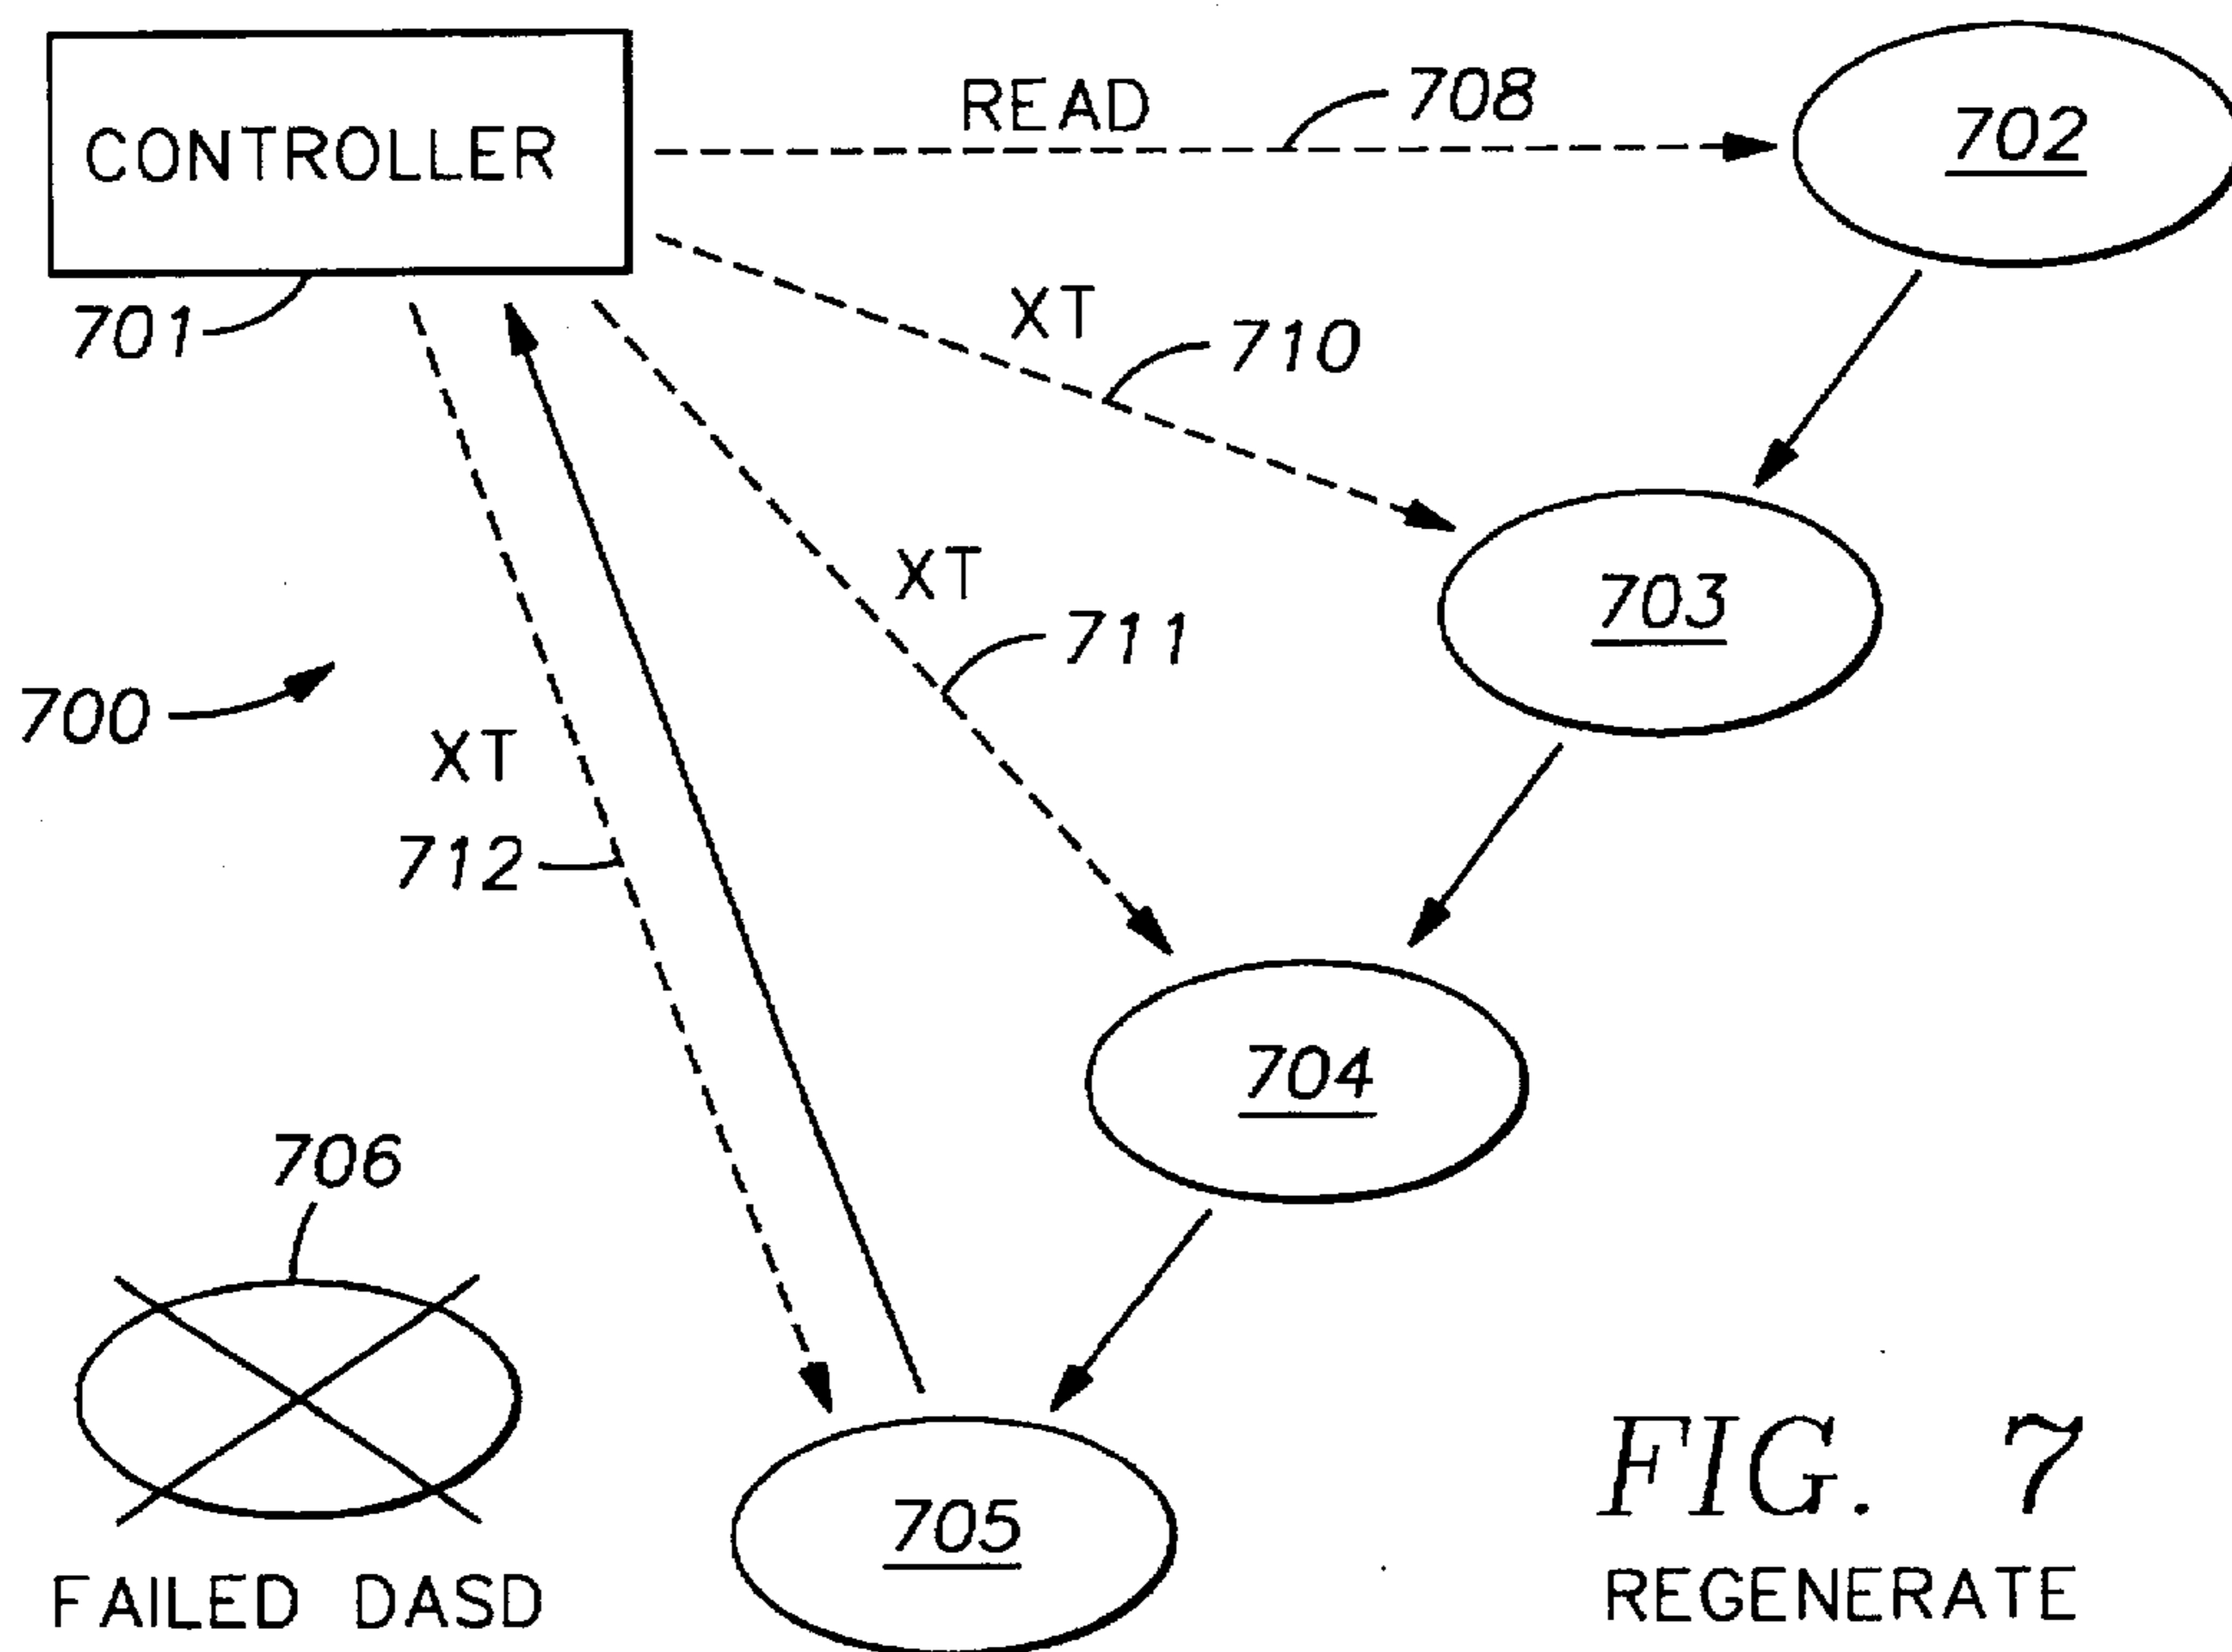 READ
708
702
CONTROLLER
701
XT
710
XT
703
711
700
XT
712
704
706
705
FAILED DASD
FIG. 7
REGENERATE